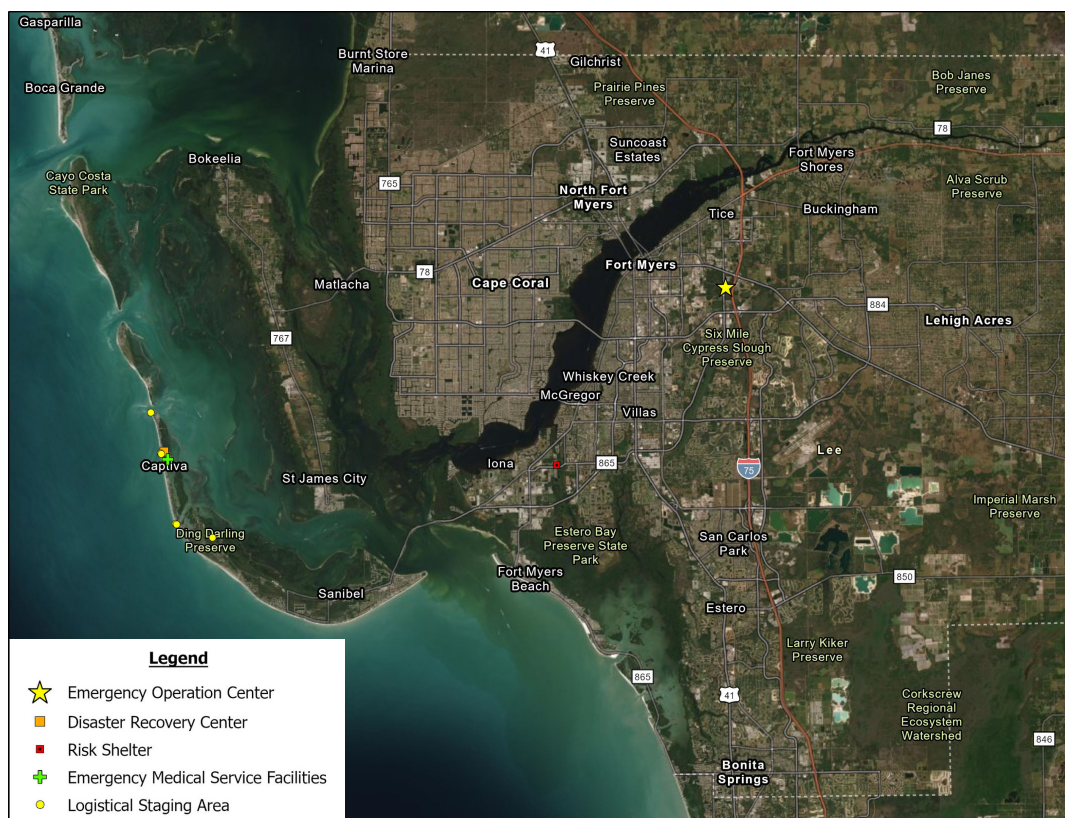 Gasparilla
41
Burnt Store
Marina
Gilchrist
Boca Grande
Prairie Pines
Preserve
Bob Janes
Preserve
78
Suncoast
Estates
Bokeelia
Fort Myers
Shores
Cayo Costa
State Park
765
Alva Scrub
Preserve
North Fort
Myers
Tice
Buckingham
Fort Myers
78
Matlacha
Cape Coral
884
Lehigh Acres
767
Six Mile
Cypress Slough
Preserve
Whiskey Creek
McGregor
Villas
Lee
Captiva
Iona
865
75
St James City
Imperial Marsh
Preserve
Ding Darling
Preserve
Estero Bay
Preserve State
Park
San Carlos
Park
Fort Myers
Beach
850
Sanibel
Estero
Larry Kiker
Preserve
865
41
Corkscrew
Regional
Ecosystem
Watershed
846
Bonita
Springs
Legend
Emergency Operation Center
Disaster Recovery Center
Risk Shelter
Emergency Medical Service Facilities
Logistical Staging Area